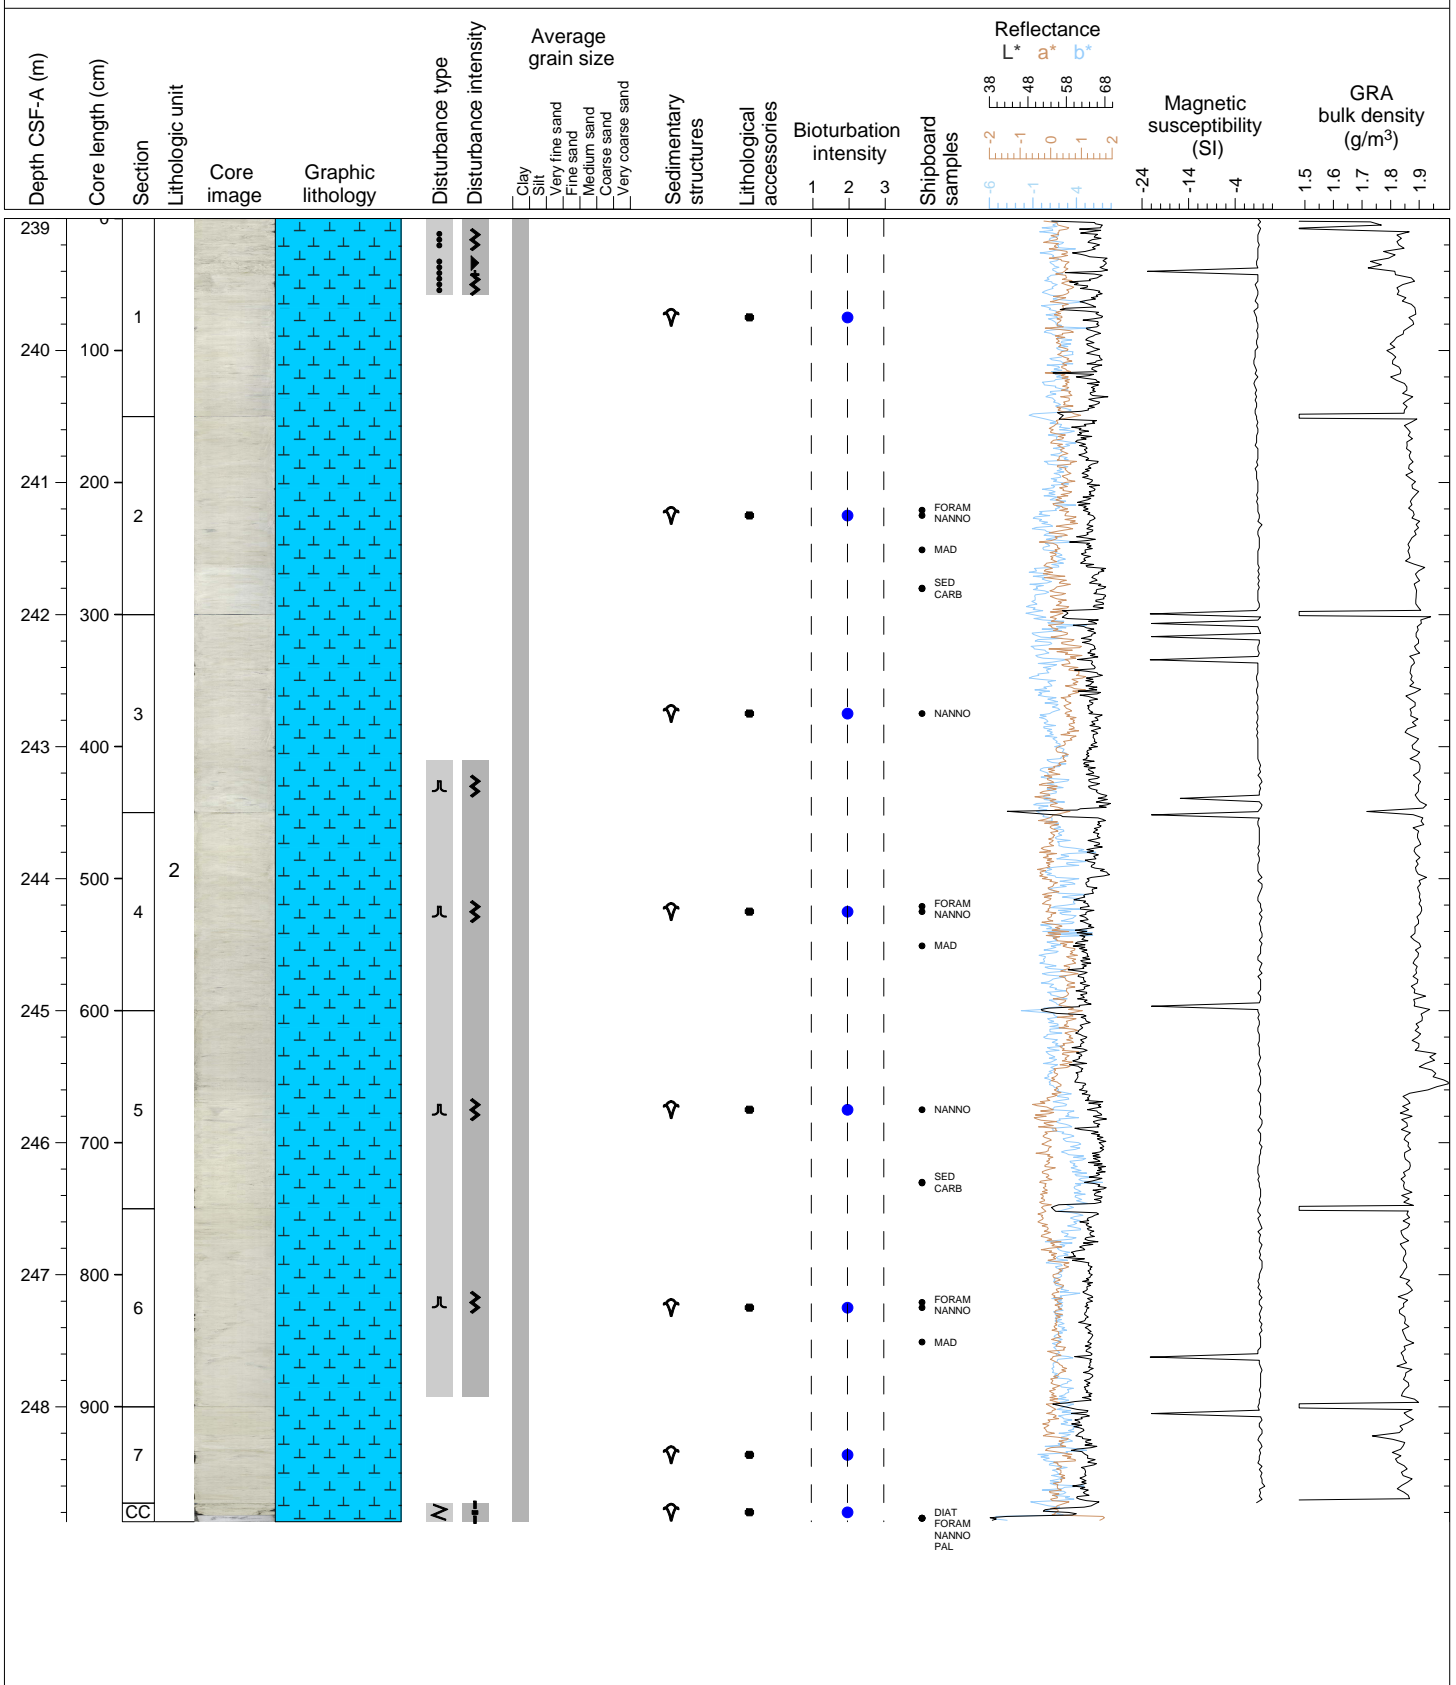 Depth CSF-A (m)
Core length (cm)
Section
Lithologic unit
Core
image
Graphic
lithology
Disturbance type
Disturbance intensity
Average
grain size
Clay
Silt
Very fine sand
Fine sand
Medium sand
Coarse sand
Very coarse sand
Sedimentary
structures
Lithological
accessories
Bioturbation
intensity
1 2 3
Shipboard
samples
Reflectance
L* a* b*
38 48 58 68
-2 -1 0 1 2
-6 -1 4
Magnetic
susceptibility
(SI)
-24 -14 -4
GRA
bulk density
(g/m³)
1.5 1.6 1.7 1.8 1.9
239 0
1
240 100
241 200
2
FORAM
NANNO
MAD
SED
CARB
242 300
3
NANNO
243 400
2
244 500
4
FORAM
NANNO
MAD
245 600
5
NANNO
246 700
SED
CARB
247 800
6
FORAM
NANNO
MAD
248 900
7
CC
DIAT
FORAM
NANNO
PAL